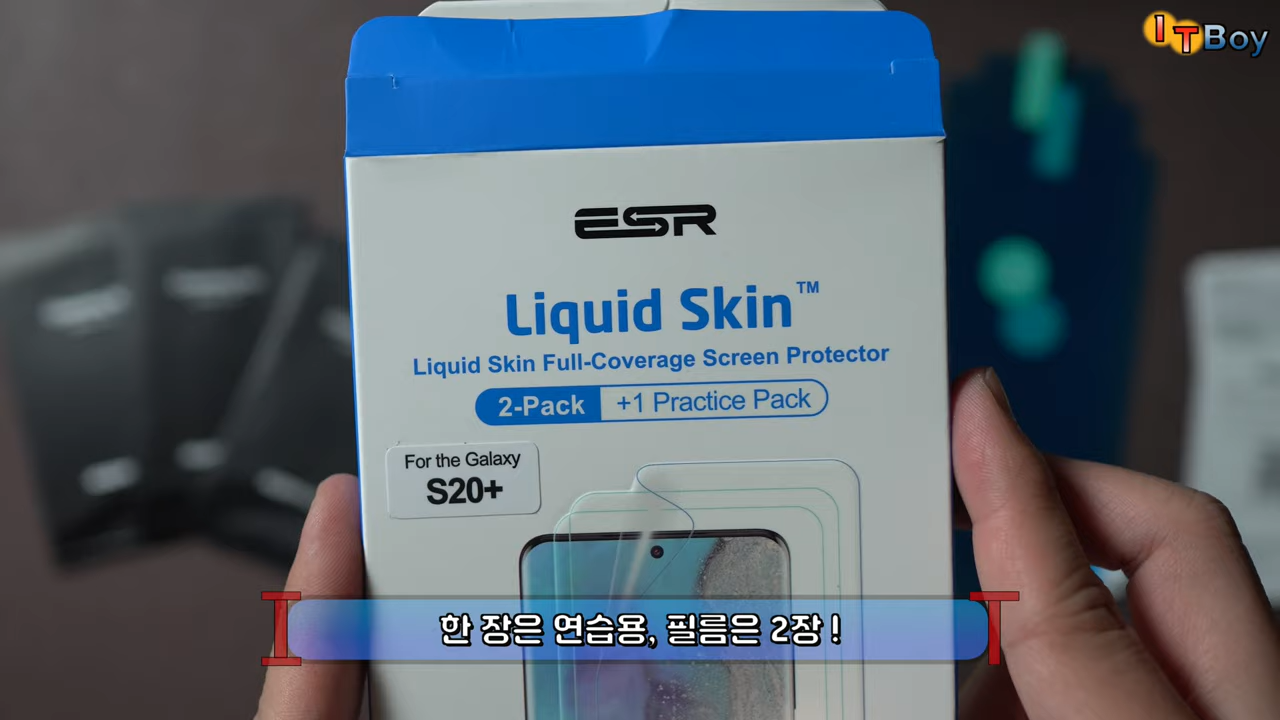 ITBoy
ESR
Liquid Skin™
Liquid Skin Full-Coverage Screen Protector
2-Pack +1 Practice Pack
For the Galaxy
S20+
I 한 장은 연습용, 필름은 2장 ! T